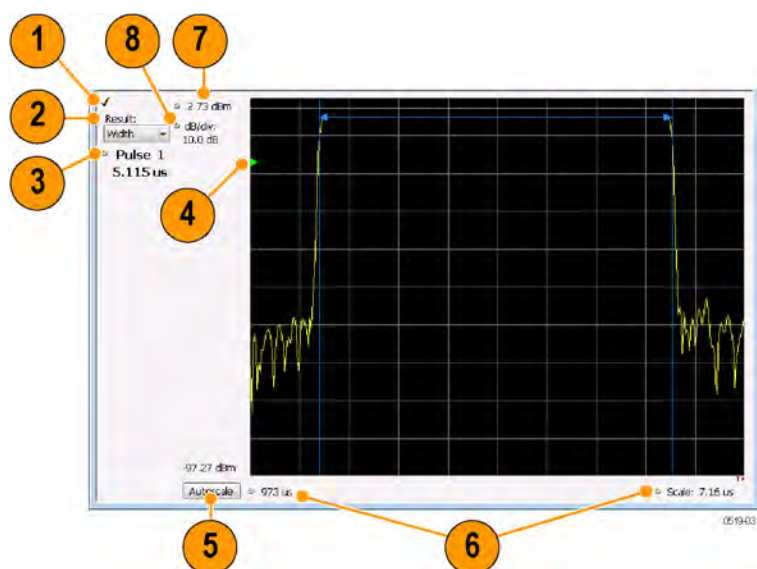 7
8
1
2.73 dBm
2
Result:
Width
dB/div:
10.0 dB
Pulse 1
5.115 us
3
4
-97.27 dBm
Autoscale
973 us
Scale: 7.16 us
5
6
0519-03